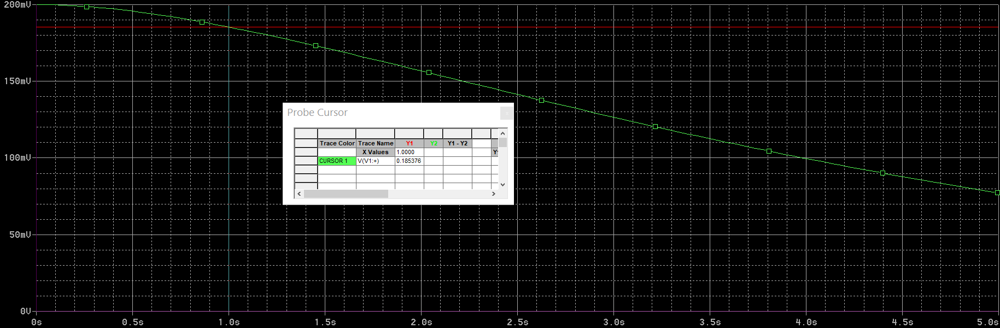 200mV
150mV
100mV
50mV
0V
Probe Cursor
Trace Color Trace Name Y1 Y2 Y1 - Y2
X Values 1.0000
CURSOR 1 V(V1:+) 0.185376
0s 0.5s 1.0s 1.5s 2.0s 2.5s 3.0s 3.5s 4.0s 4.5s 5.0s